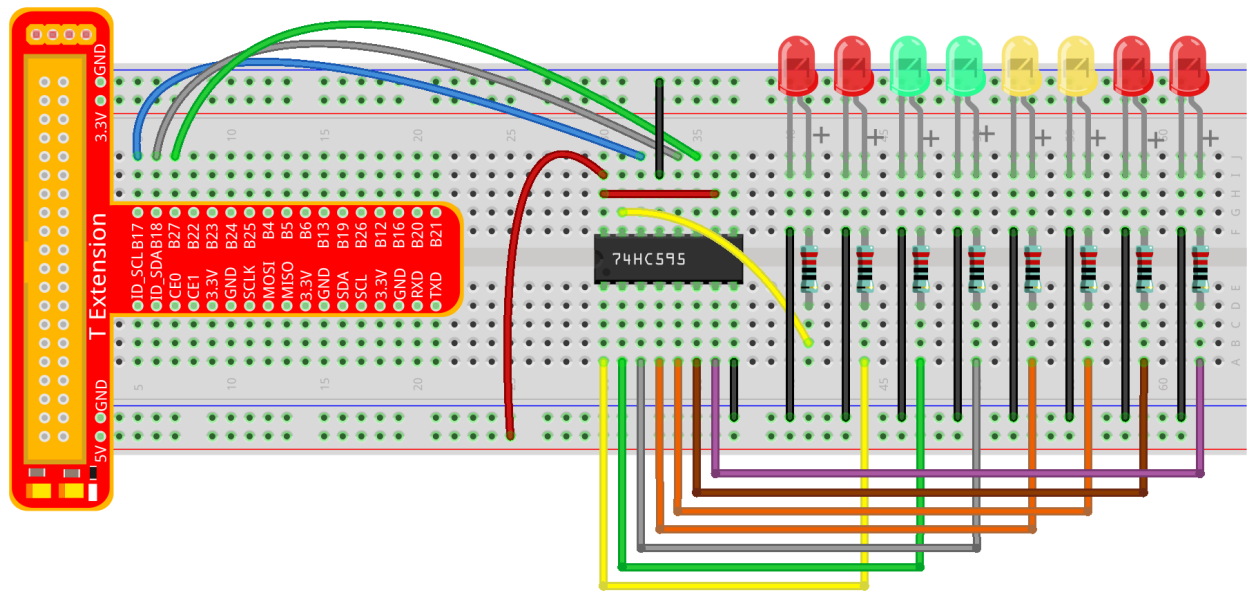 GND
3.3V
10
15
20
25
35
J
I
H
G
F
B17
B18
B27
B22
B23
B24
B25
B4
B5
B6
B13
B19
B26
B12
B16
B20
B21
T Extension
74HC595
ID_SCL
ID_SDA
CE0
CE1
3.3V
GND
SCLK
MOSI
MISO
3.3V
GND
SDA
SCL
3.3V
GND
RXD
TXD
E
D
C
B
A
5
10
15
20
45
60
GND
5V